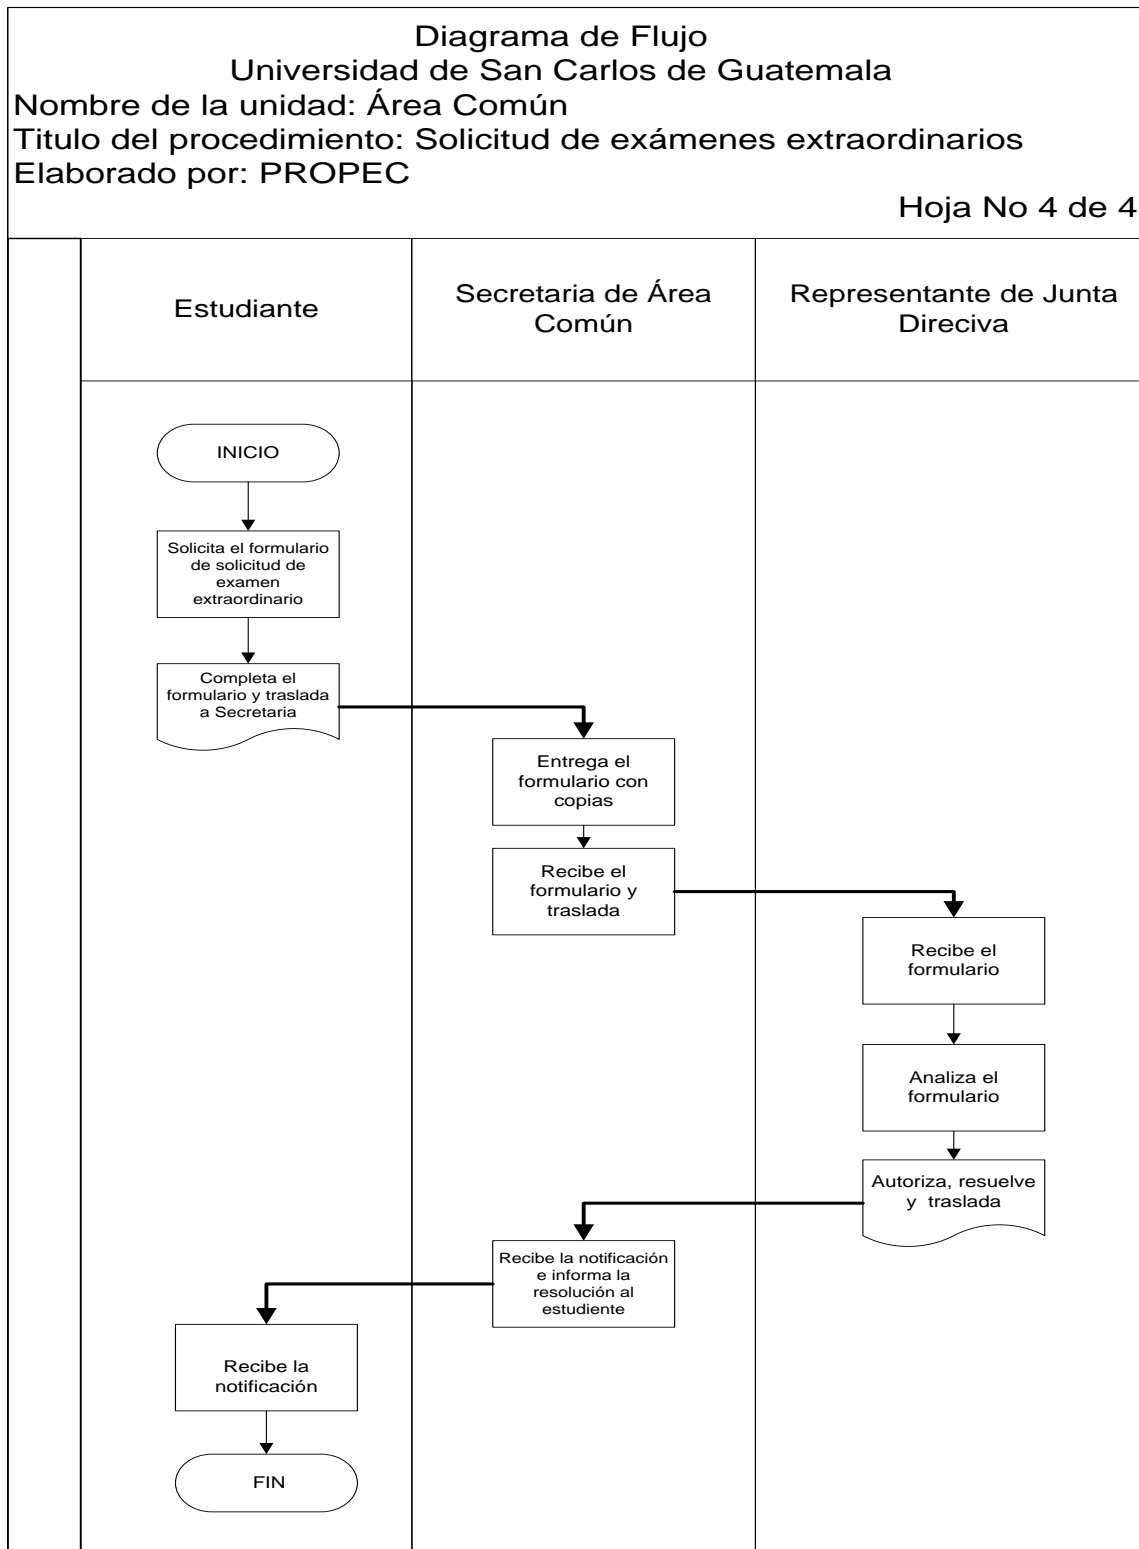 Diagrama de Flujo
Universidad de San Carlos de Guatemala
Nombre de la unidad: Área Común
Titulo del procedimiento: Solicitud de exámenes extraordinarios
Elaborado por: PROPEC
Hoja No 4 de 4
Estudiante
Secretaria de Área
Común
Representante de Junta
Direciva
INICIO
Solicita el formulario
de solicitud de
examen
extraordinario
Completa el
formulario y traslada
a Secretaria
Entrega el
formulario con
copias
Recibe el
formulario y
traslada
Recibe el
formulario
Analiza el
formulario
Autoriza, resuelve
y traslada
Recibe la notificación
e informa la
resolución al
estudiente
Recibe la
notificación
FIN